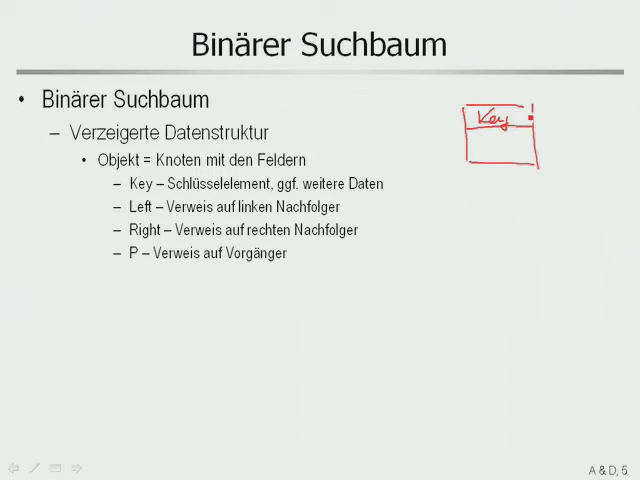 Binärer Suchbaum
• Binärer Suchbaum
– Verzeigerte Datenstruktur
• Objekt = Knoten mit den Feldern
– Key – Schlüsselelement, ggf. weitere Daten
– Left – Verweis auf linken Nachfolger
– Right – Verweis auf rechten Nachfolger
– P – Verweis auf Vorgänger
Key
A & D, 5